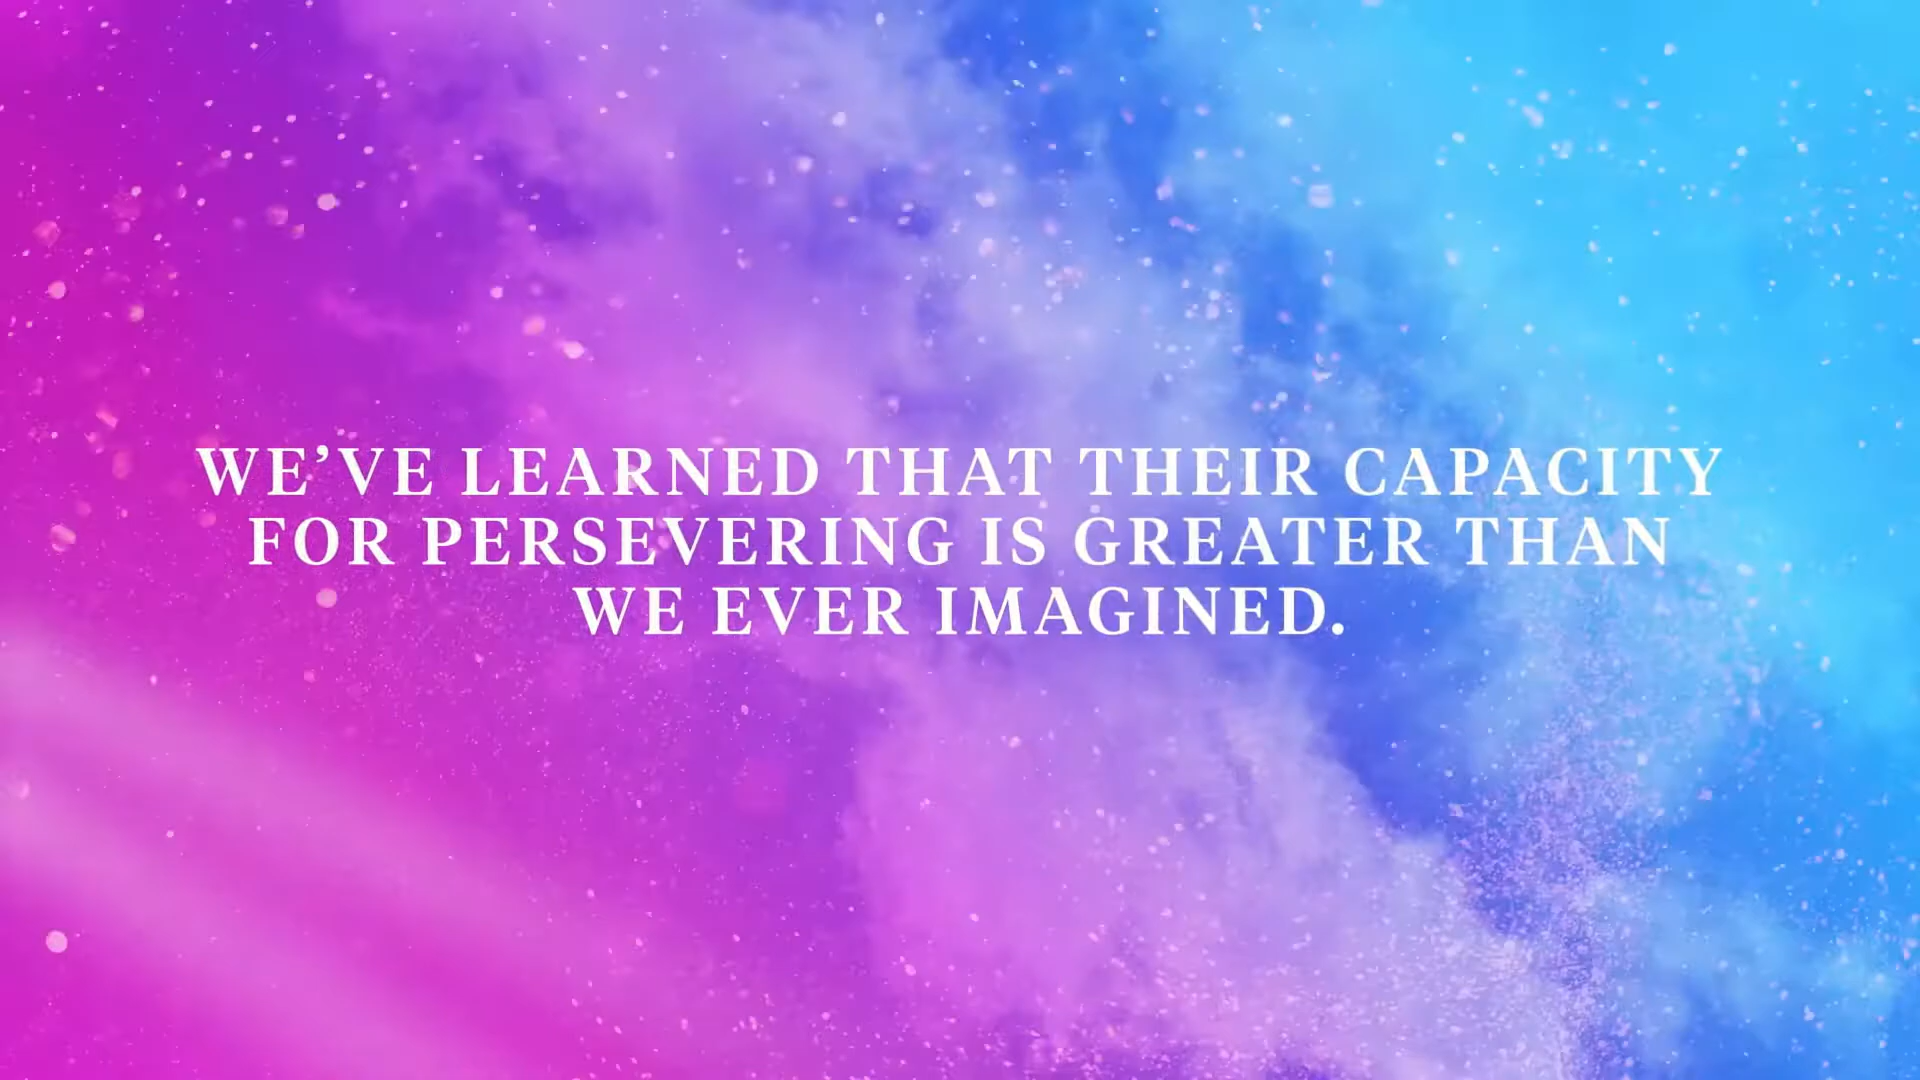 WE’VE LEARNED THAT THEIR CAPACITY
FOR PERSEVERING IS GREATER THAN
WE EVER IMAGINED.